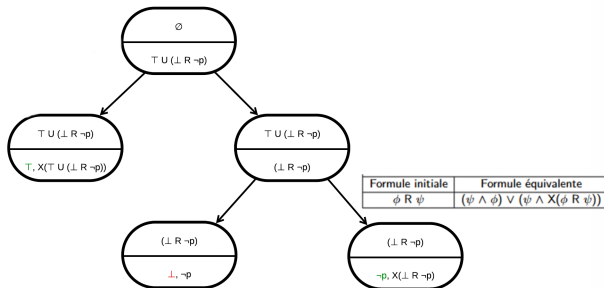 ∅
⊤ U (⊥ R ¬p)
⊤ U (⊥ R ¬p)
⊤, X(⊤ U (⊥ R ¬p))
⊤ U (⊥ R ¬p)
(⊥ R ¬p)
Formule initiale Formule équivalente
ϕ R ψ (ψ ∧ ϕ) ∨ (ψ ∧ X(ϕ R ψ))
(⊥ R ¬p)
⊥, ¬p
(⊥ R ¬p)
¬p, X(⊥ R ¬p)